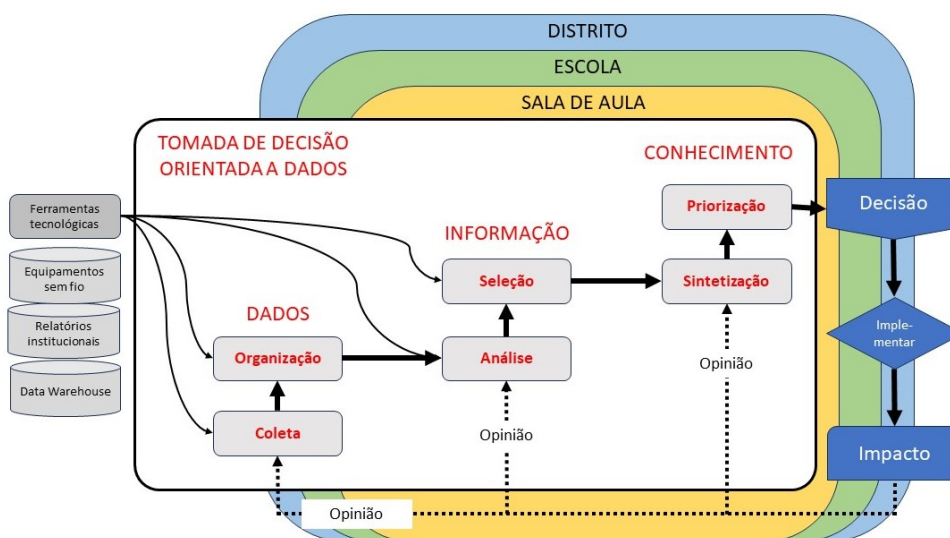 DISTRITO
ESCOLA
SALA DE AULA
TOMADA DE DECISÃO
ORIENTADA A DADOS
CONHECIMENTO
Ferramentas
tecnológicas
Equipamentos
sem fio
Relatórios
institucionais
Data Warehouse
Priorização
Decisão
INFORMAÇÃO
Seleção
Sintetização
DADOS
Organização
Análise
Imple-
mentar
Opinião
Coleta
Opinião
Impacto
Opinião